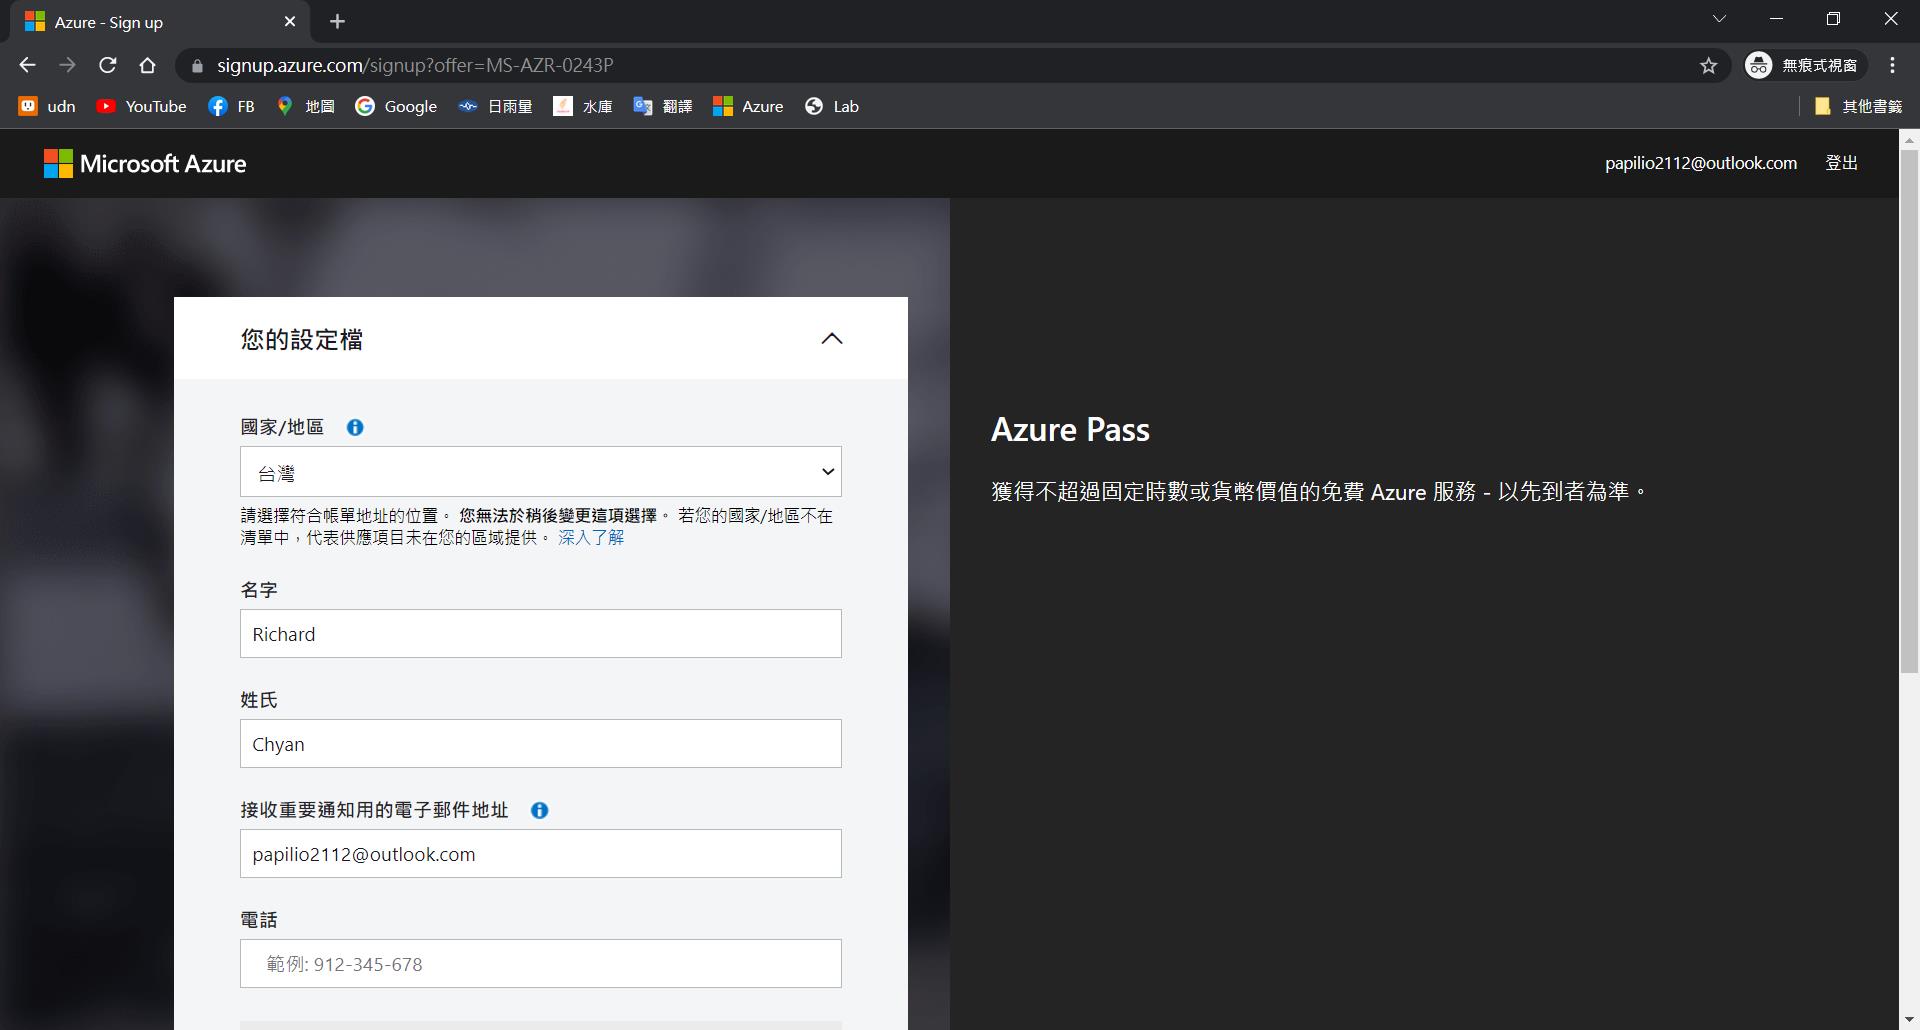 Azure - Sign up
signup.azure.com/signup?offer=MS-AZR-0243P
無痕式視窗
udn
YouTube
FB
地圖
Google
日雨量
水庫
翻譯
Azure
Lab
其他書籤
Microsoft Azure
papilio2112@outlook.com
登出
您的設定檔
國家/地區
台灣
請選擇符合帳單地址的位置。 您無法於稍後變更這項選擇。 若您的國家/地區不在
清單中，代表供應項目未在您的區域提供。 深入了解
名字
Richard
姓氏
Chyan
接收重要通知用的電子郵件地址
papilio2112@outlook.com
電話
範例: 912-345-678
Azure Pass
獲得不超過固定時數或貨幣價值的免費 Azure 服務 - 以先到者為準。